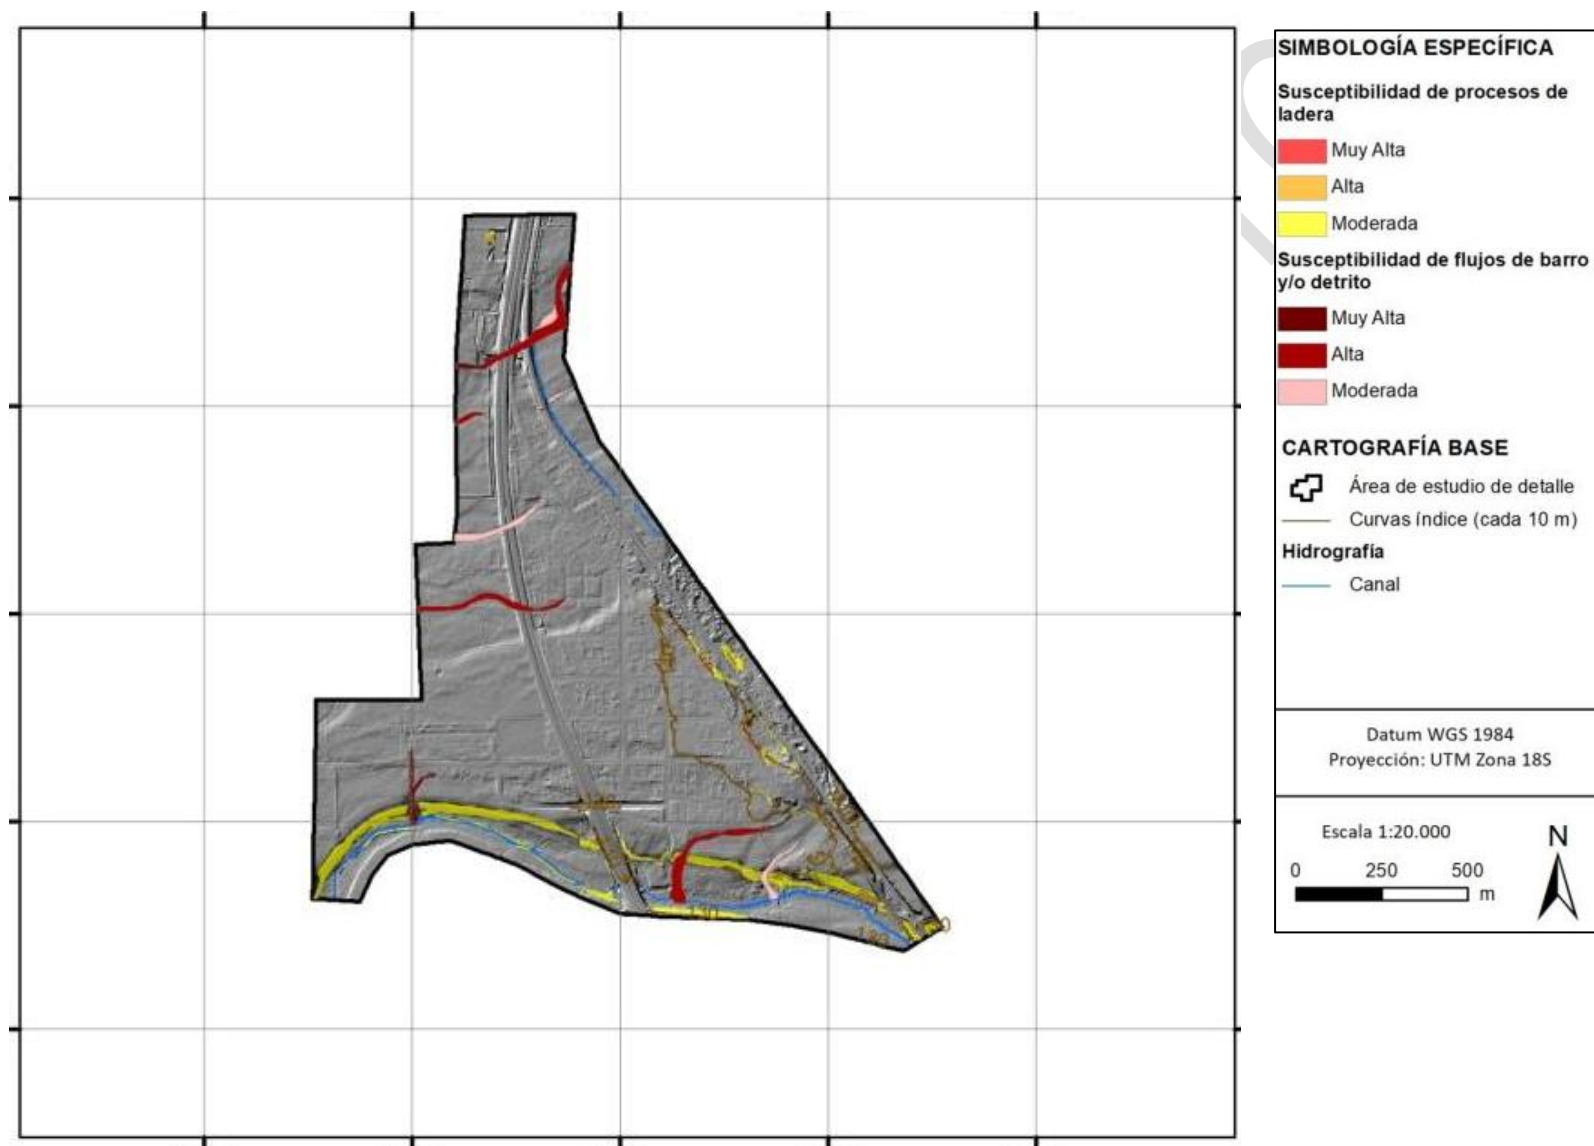 SIMBOLOGÍA ESPECÍFICA
Susceptibilidad de procesos de
ladera
Muy Alta
Alta
Moderada
Susceptibilidad de flujos de barro
y/o detrito
Muy Alta
Alta
Moderada
CARTOGRAFÍA BASE
Área de estudio de detalle
Curvas índice (cada 10 m)
Hidrografía
Canal
Datum WGS 1984
Proyección: UTM Zona 18S
Escala 1:20.000
N
0 250 500
m